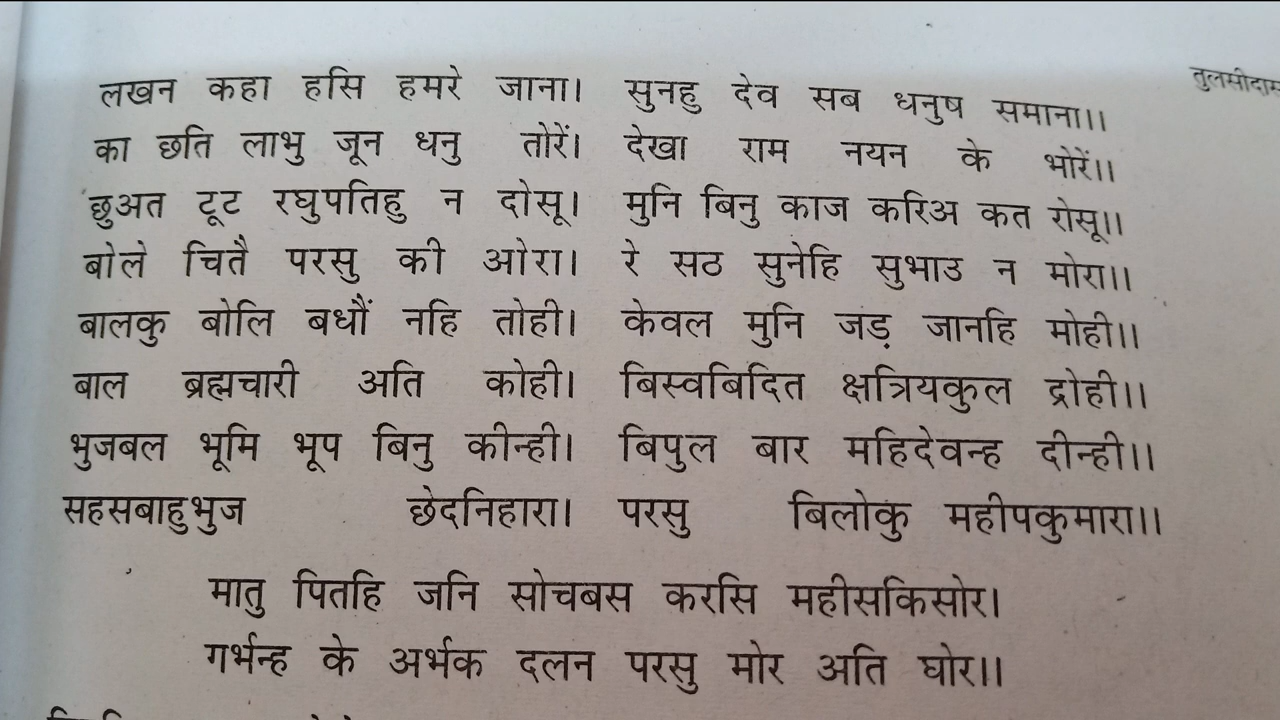 तुलसीदास
लखन कहा हसि हमरे जाना। सुनहु देव सब धनुष समाना।।
का छति लाभु जून धनु तोरें। देखा राम नयन के भोरें।।
छुअत टूट रघुपतिहु न दोसू। मुनि बिनु काज करिअ कत रोसू।।
बोले चितै परसु की ओरा। रे सठ सुनेहि सुभाउ न मोरा।।
बालकु बोलि बधौं नहि तोही। केवल मुनि जड़ जानहि मोही।।
बाल ब्रह्मचारी अति कोही। बिस्वबिदित क्षत्रियकुल द्रोही।।
भुजबल भूमि भूप बिनु कीन्ही। बिपुल बार महिदेवन्ह दीन्ही।।
सहसबाहुभुज छेदनिहारा। परसु बिलोकु महीपकुमारा।।
मातु पितहि जनि सोचबस करसि महीसकिसोर।
गर्भन्ह के अर्भक दलन परसु मोर अति घोर।।